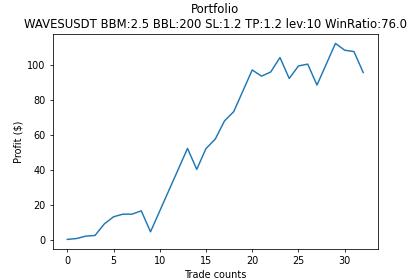 Portfolio
WAVESUSDT BBM:2.5 BBL:200 SL:1.2 TP:1.2 lev:10 WinRatio:76.0
100
80
60
40
20
0
Profit ($)
0 5 10 15 20 25 30
Trade counts